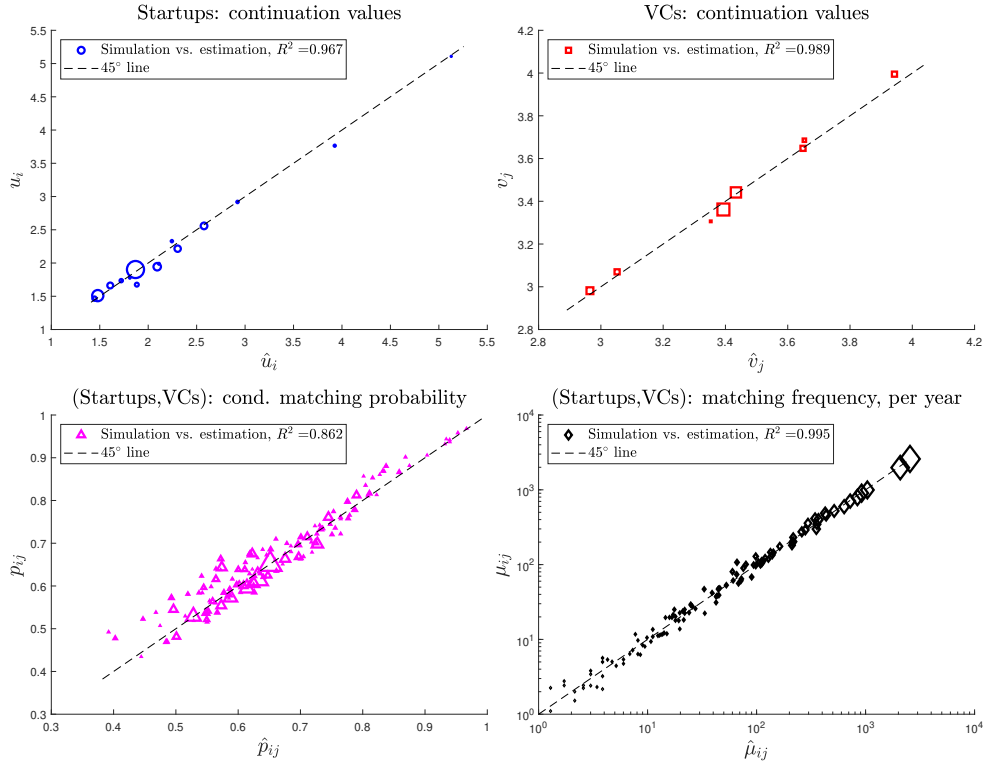 Startups: continuation values
5.5
5
4.5
4
3.5
3
2.5
2
1.5
1
u_i
Simulation vs. estimation, R² =0.967
45° line
1 1.5 2 2.5 3 3.5 4 4.5 5 5.5
û_i
VCs: continuation values
4.2
4
3.8
3.6
3.4
3.2
3
2.8
v_j
Simulation vs. estimation, R² =0.989
45° line
2.8 3 3.2 3.4 3.6 3.8 4 4.2
v̂_j
(Startups,VCs): cond. matching probability
1
0.9
0.8
0.7
0.6
0.5
0.4
0.3
p_ij
Simulation vs. estimation, R² =0.862
45° line
0.3 0.4 0.5 0.6 0.7 0.8 0.9 1
p̂_ij
(Startups,VCs): matching frequency, per year
10⁴
10³
10²
10¹
10⁰
μ_ij
Simulation vs. estimation, R² =0.995
45° line
10⁰ 10¹ 10² 10³ 10⁴
μ̂_ij